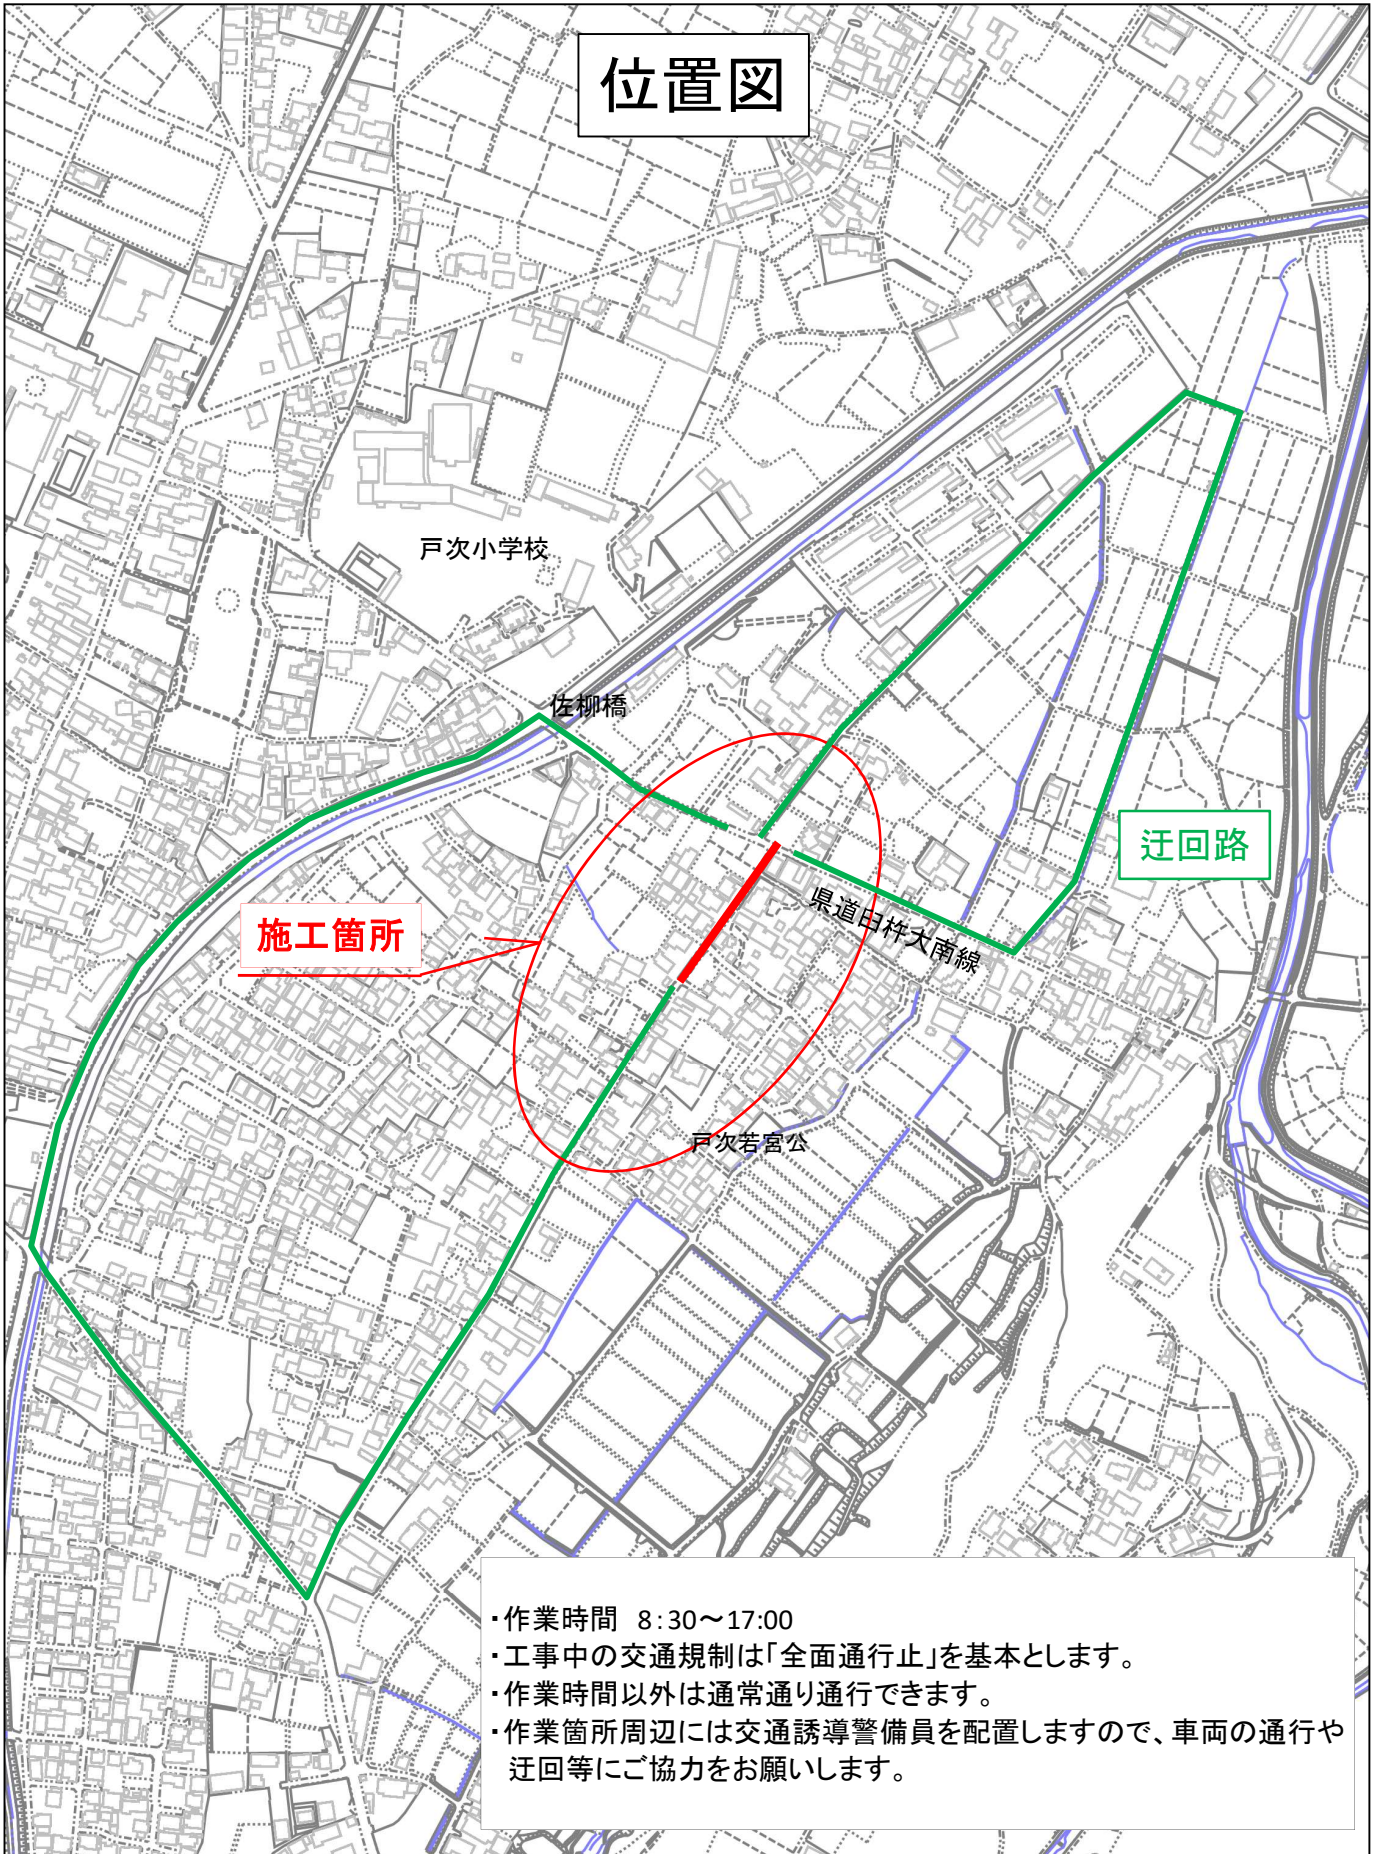 位置図
戸次小学校
佐柳橋
迂回路
県道臼杵大南線
施工箇所
戸次若宮公
・作業時間 8:30～17:00
・工事中の交通規制は「全面通行止」を基本とします。
・作業時間以外は通常通り通行できます。
・作業箇所周辺には交通誘導警備員を配置しますので、車両の通行や
迂回等にご協力をお願いします。